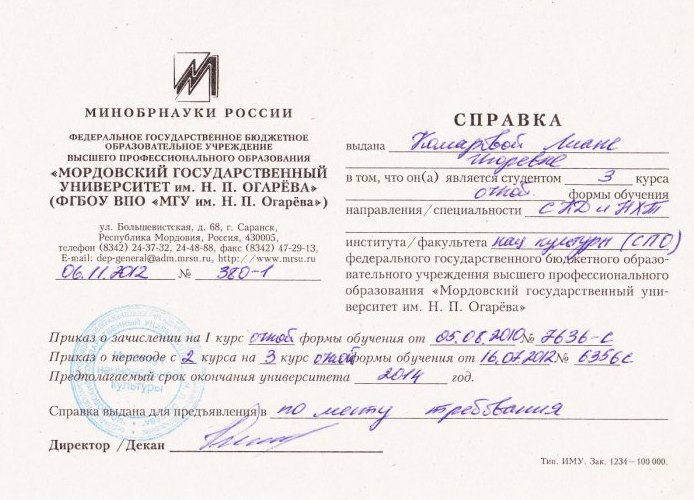 МИНОБРНАУКИ РОССИИ
ФЕДЕРАЛЬНОЕ ГОСУДАРСТВЕННОЕ БЮДЖЕТНОЕ
ОБРАЗОВАТЕЛЬНОЕ УЧРЕЖДЕНИЕ
ВЫСШЕГО ПРОФЕССИОНАЛЬНОГО ОБРАЗОВАНИЯ
«МОРДОВСКИЙ ГОСУДАРСТВЕННЫЙ
УНИВЕРСИТЕТ им. Н. П. ОГАРЁВА»
(ФГБОУ ВПО «МГУ им. Н. П. Огарёва»)
ул. Большевистская, д. 68, г. Саранск,
Республика Мордовия, Россия, 430005,
телефон (8342) 24-37-32, 24-48-88, факс (8342) 47-29-13,
E-mail: dep-general@adm.mrsu.ru, http://www.mrsu.ru
06.11.2012 № 380-1
СПРАВКА
выдана Комаровой Лиане
Игоревне
в том, что он(а) является студентом 3 курса
очной формы обучения
направления/специальности СКД и НХТ
института/факультета нац культуры (СПО)
федерального государственного бюджетного образо-
вательного учреждения высшего профессионального
образования «Мордовский государственный уни-
верситет им. Н. П. Огарёва»
Приказ о зачислении на I курс очной формы обучения от 05.08.2010 № 7636-с
Приказ о переводе с 2 курса на 3 курс очной формы обучения от 16.07.2012 № 6356с
Предполагаемый срок окончания университета 2014 год.
Справка выдана для предъявления в по месту требования
Директор / Декан
национальной
культуры
Тип. ИМУ. Зак. 1234—100 000.